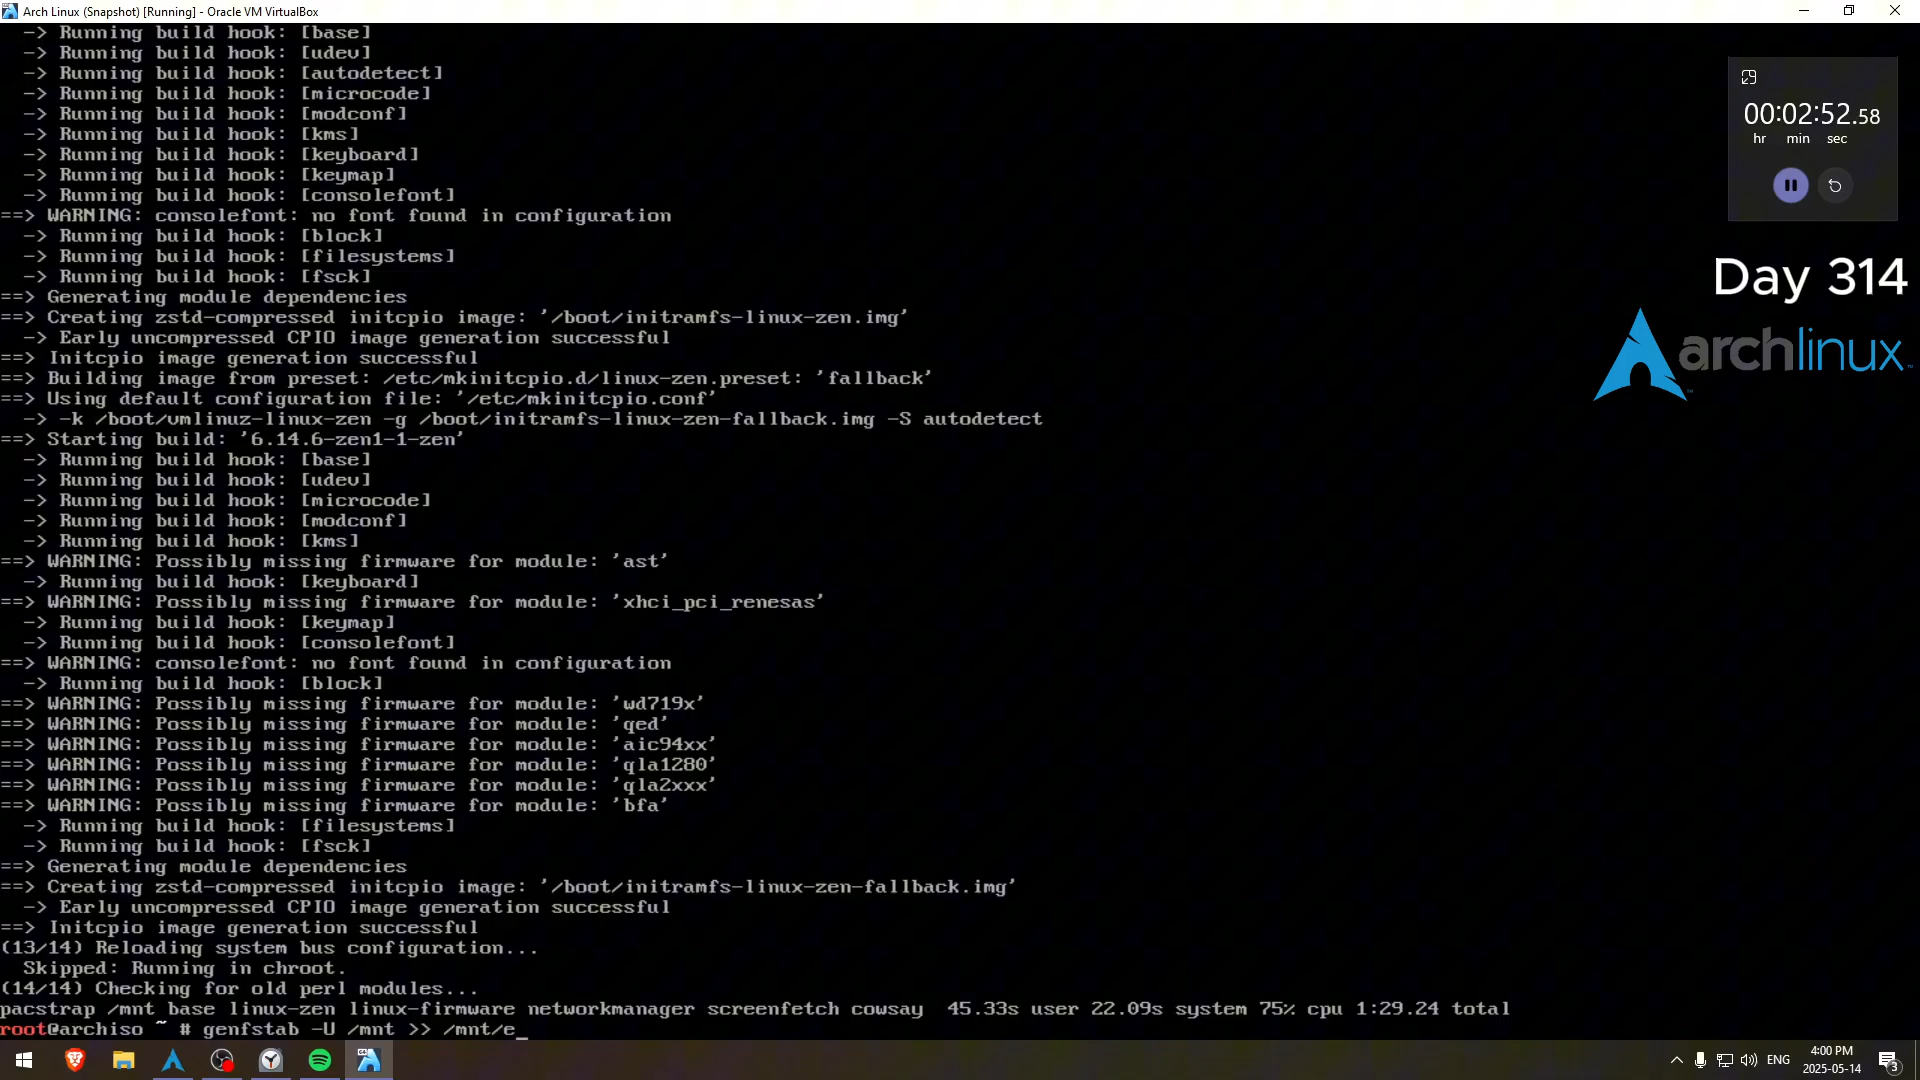 Arch Linux (Snapshot) [Running] - Oracle VM VirtualBox
-> Running build hook: [base]
-> Running build hook: [udev]
-> Running build hook: [autodetect]
-> Running build hook: [microcode]
-> Running build hook: [modconf]
-> Running build hook: [kms]
-> Running build hook: [keyboard]
-> Running build hook: [keymap]
-> Running build hook: [consolefont]
==> WARNING: consolefont: no font found in configuration
-> Running build hook: [block]
-> Running build hook: [filesystems]
-> Running build hook: [fsck]
==> Generating module dependencies
==> Creating zstd-compressed initcpio image: '/boot/initramfs-linux-zen.img'
-> Early uncompressed CPIO image generation successful
==> Initcpio image generation successful
==> Building image from preset: /etc/mkinitcpio.d/linux-zen.preset: 'fallback'
==> Using default configuration file: '/etc/mkinitcpio.conf'
-> -k /boot/vmlinuz-linux-zen -g /boot/initramfs-linux-zen-fallback.img -S autodetect
==> Starting build: '6.14.6-zen1-1-zen'
-> Running build hook: [base]
-> Running build hook: [udev]
-> Running build hook: [microcode]
-> Running build hook: [modconf]
-> Running build hook: [kms]
==> WARNING: Possibly missing firmware for module: 'ast'
-> Running build hook: [keyboard]
==> WARNING: Possibly missing firmware for module: 'xhci_pci_renesas'
-> Running build hook: [keymap]
-> Running build hook: [consolefont]
==> WARNING: consolefont: no font found in configuration
-> Running build hook: [block]
==> WARNING: Possibly missing firmware for module: 'wd719x'
==> WARNING: Possibly missing firmware for module: 'qed'
==> WARNING: Possibly missing firmware for module: 'aic94xx'
==> WARNING: Possibly missing firmware for module: 'qla1280'
==> WARNING: Possibly missing firmware for module: 'qla2xxx'
==> WARNING: Possibly missing firmware for module: 'bfa'
-> Running build hook: [filesystems]
-> Running build hook: [fsck]
==> Generating module dependencies
==> Creating zstd-compressed initcpio image: '/boot/initramfs-linux-zen-fallback.img'
-> Early uncompressed CPIO image generation successful
==> Initcpio image generation successful
(13/14) Reloading system bus configuration...
Skipped: Running in chroot.
(14/14) Checking for old perl modules...
pacstrap /mnt base linux-zen linux-firmware networkmanager screenfetch cowsay  45.33s user 22.09s system 75% cpu 1:29.24 total
root@archiso ~ # genfstab -U /mnt >> /mnt/e_
00:02:52.58
hr min sec
Day 314
archlinux
TM
ENG
4:00 PM
2025-05-14
3